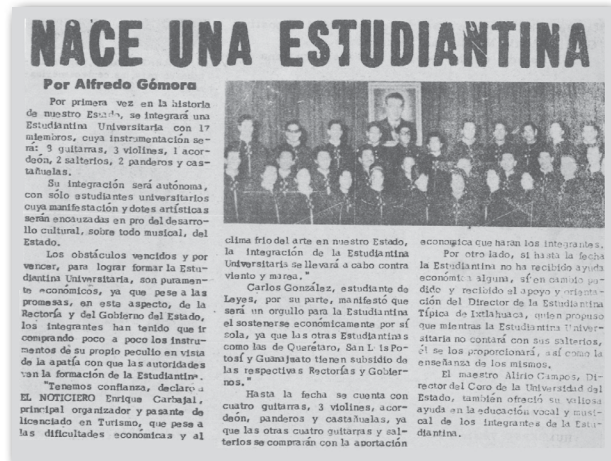 NACE UNA ESTUDIANTINA
Por Alfredo Gómora
Por primera vez en la historia
de nuestro Estado, se integrará una
Estudiantina Universitaria con 17
miembros, cuya instrumentación se-
rá: 8 guitarras, 3 violines, 1 acor-
deón, 2 salterios, 2 panderos y cas-
tañuelas.
Su integración será autónoma,
con sólo estudiantes universitarios
cuya manifestación y dotes artísticas
serán encauzadas en pro del desarro-
llo cultural, sobre todo musical, del
Estado.
Los obstáculos vencidos y por
vencer, para lograr formar la Estu-
diantina Universitaria, son puramen-
te económicos, ya que pese a las
promesas, en este aspecto, de la
Rectoría y del Gobierno del Estado,
los integrantes han tenido que ir
comprando poco a poco los instru-
mentos de su propio peculio en vista
de la apatía con que las autoridades
ven la formación de la Estudiantina.
"Tenemos confianza, declaró a
EL NOTICIERO Enrique Carbajal,
principal organizador y pasante de
licenciado en Turismo, que pese a
las dificultades económicas y al
clima frío del arte en nuestro Estado,
la integración de la Estudiantina
Universitaria se llevará a cabo contra
viento y marea."
Carlos González, estudiante de
Leyes, por su parte, manifestó que
será un orgullo para la Estudiantina
el sostenerse económicamente por sí
sola, ya que las otras Estudiantinas
como las de Querétaro, San Luis Po-
tosí y Guanajuato tienen subsidio de
las respectivas Rectorías y Gobier-
nos."
Hasta la fecha se cuenta con
cuatro guitarras, 3 violines, acor-
deón, panderos y castañuelas, ya
que las otras cuatro guitarras y sal-
terios se comprarán con la aportación
económica que harán los integrantes.
Por otro lado, si hasta la fecha
la Estudiantina no ha recibido ayuda
económica alguna, sí en cambio pa-
dido y recibido el apoyo y orienta-
ción del Director de la Estudiantina
Típica de Ixtlahuaca, quien propuso
que mientras la Estudiantina Univer-
sitaria no contará con sus salterios,
él se los proporcionará, así como la
enseñanza de los mismos.
El maestro Alirio Campos, Di-
rector del Coro de la Universidad del
Estado, también ofreció su valiosa
ayuda en la educación vocal y musi-
cal de los integrantes de la Estu-
diantina.